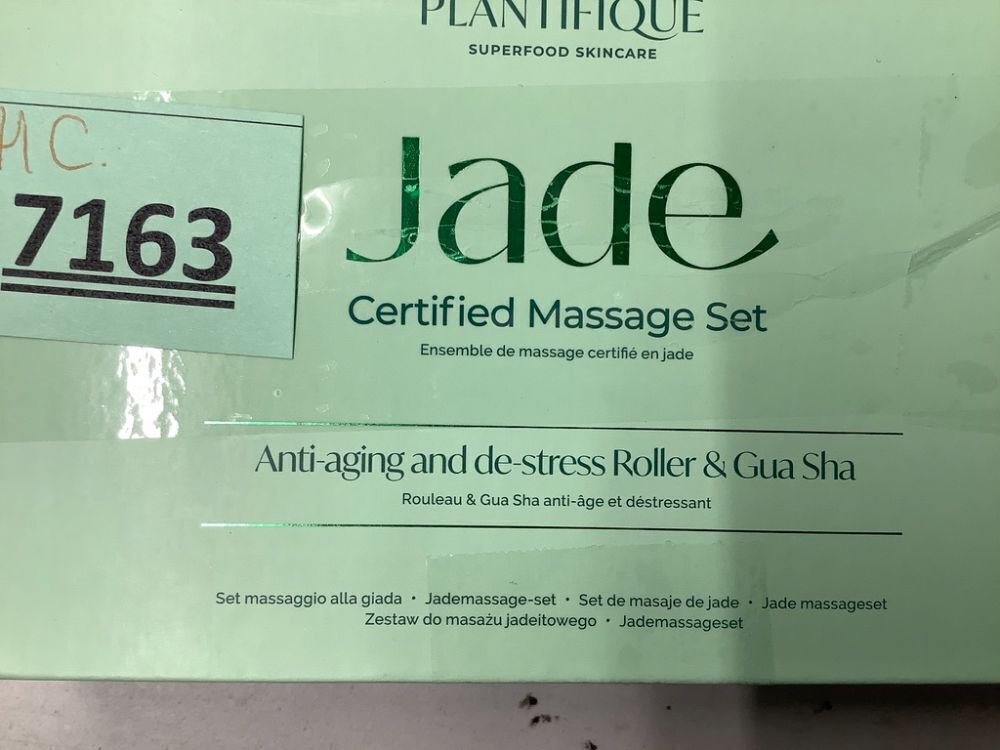 PLANTIFIQUE
SUPERFOOD SKINCARE
HC.
7163
Jade
Certified Massage Set
Ensemble de massage certifié en jade
Anti-aging and de-stress Roller & Gua Sha
Rouleau & Gua Sha anti-âge et déstressant
Set massaggio alla giada • Jademassage-set • Set de masaje de jade • Jade massageset
Zestaw do masażu jadeitowego • Jademassageset